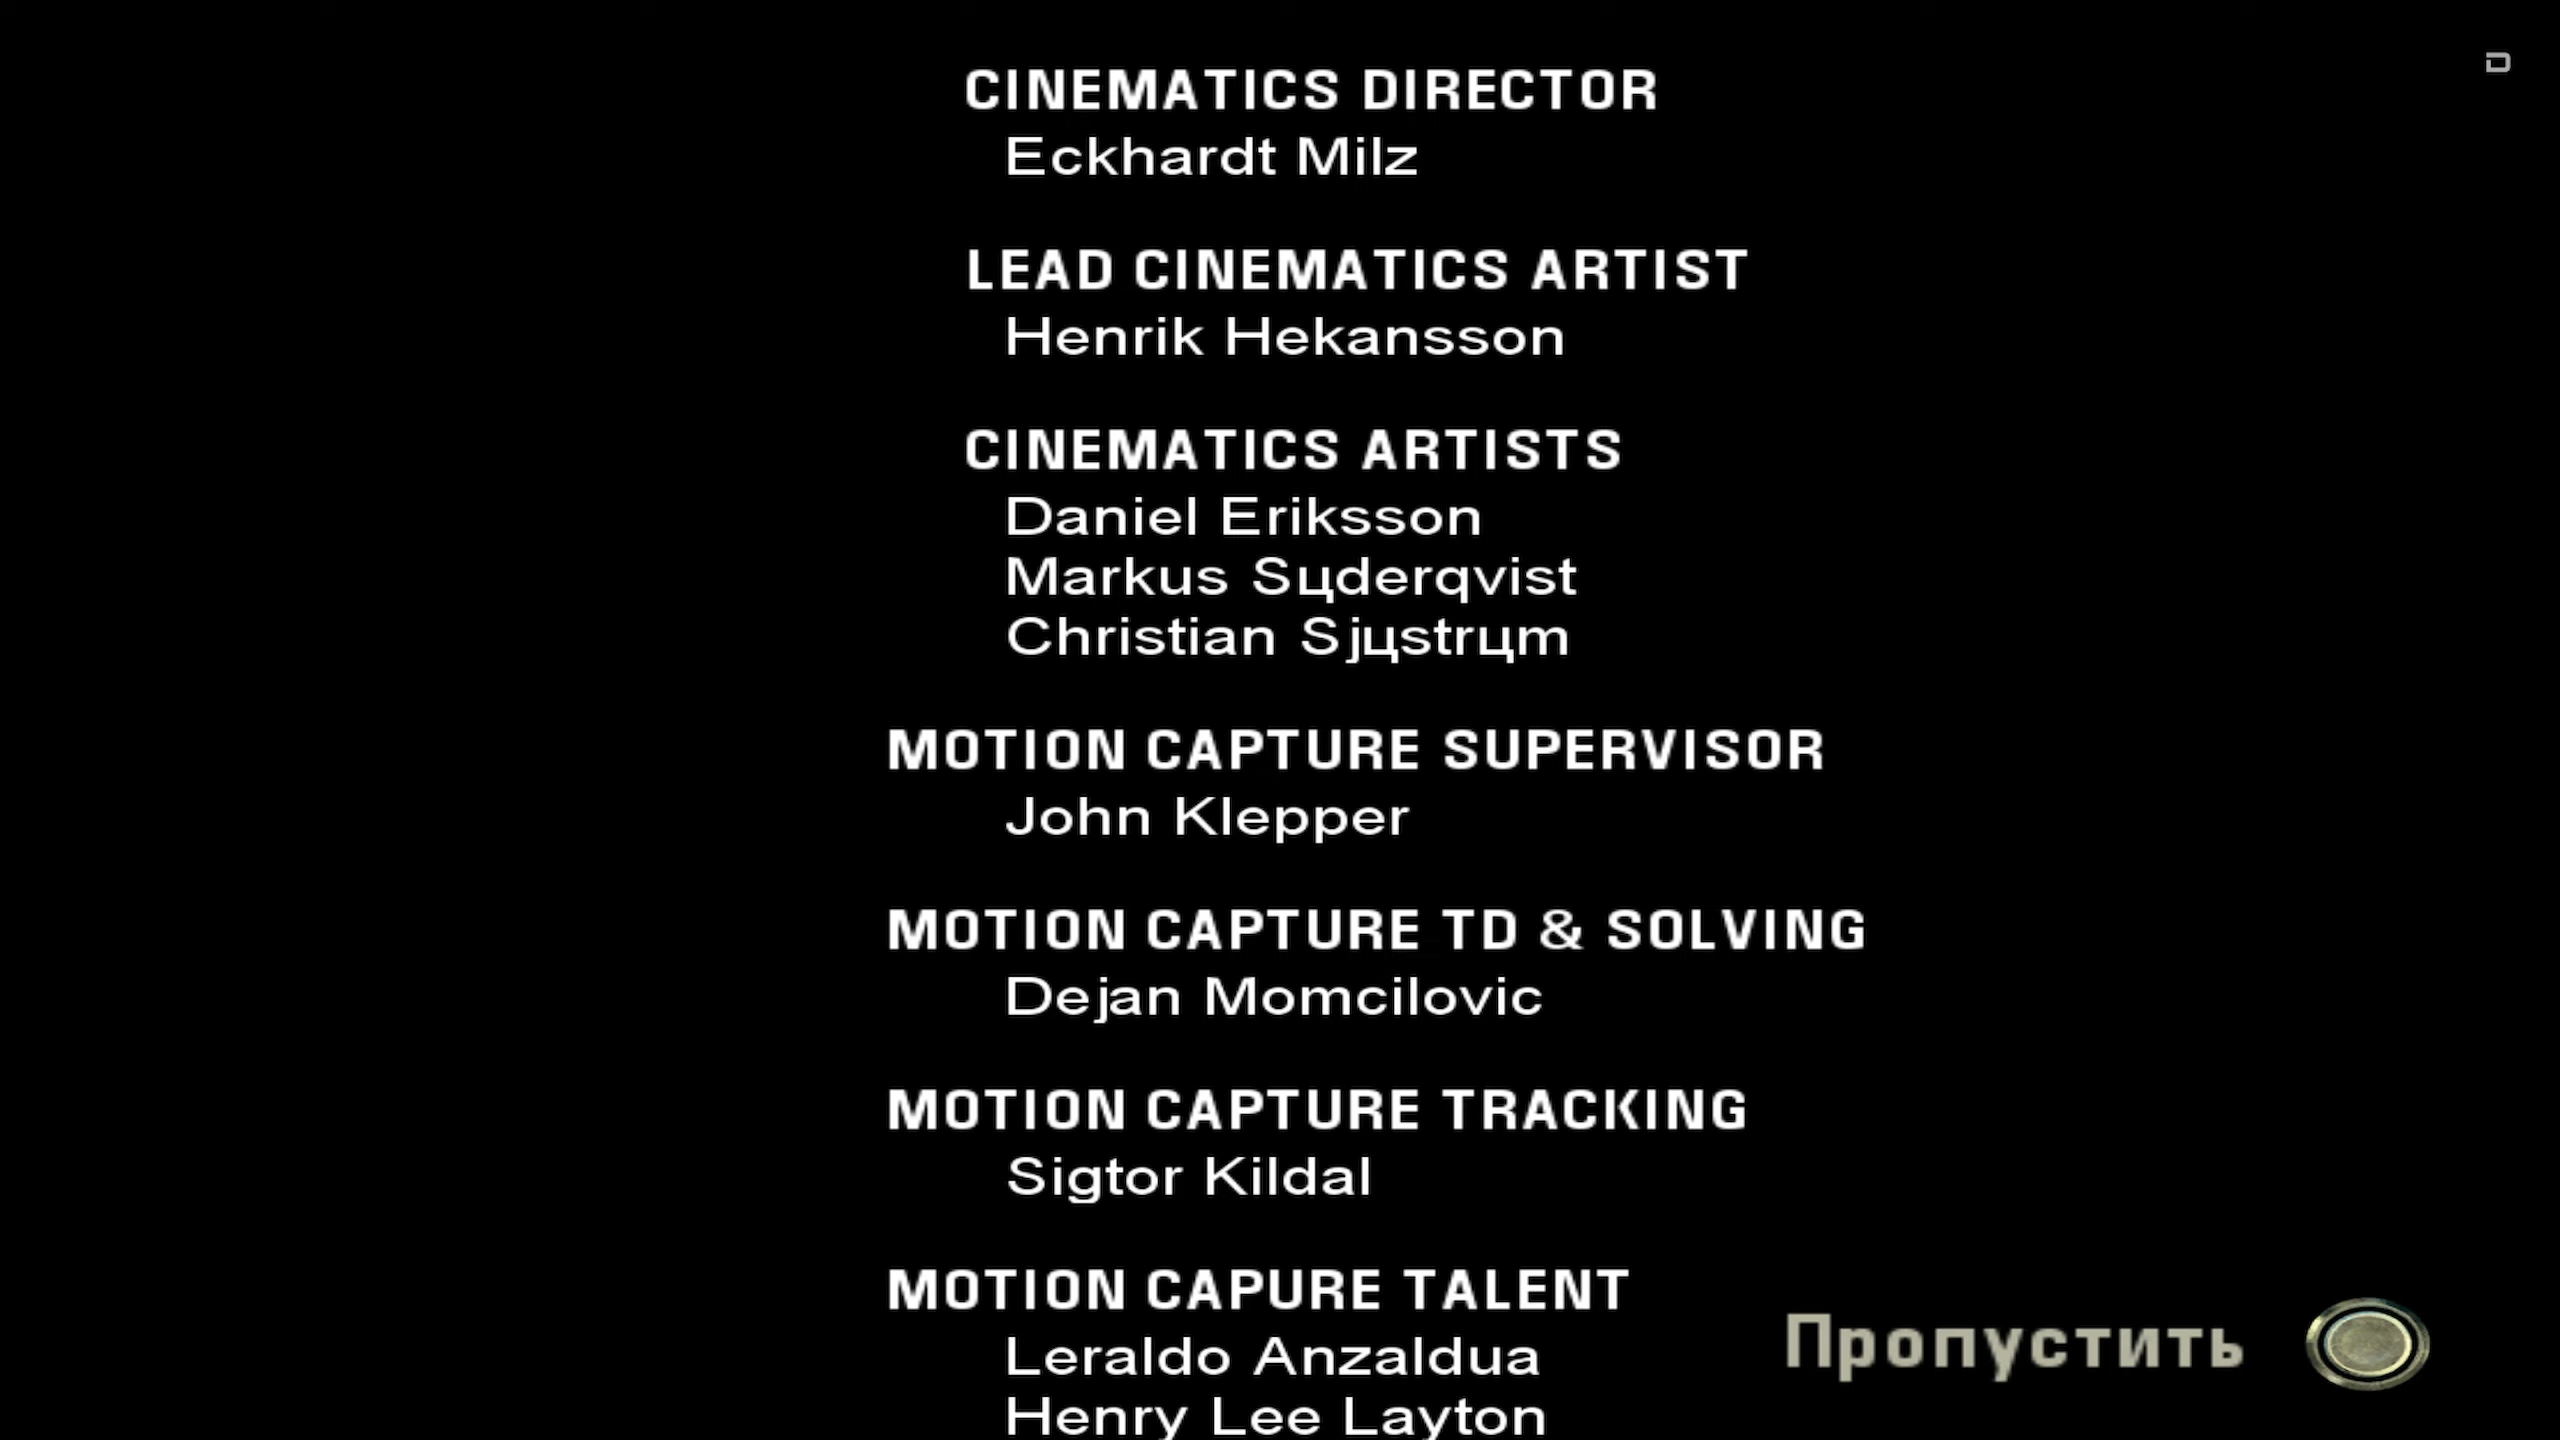 CINEMATICS DIRECTOR
Eckhardt Milz
LEAD CINEMATICS ARTIST
Henrik Hekansson
CINEMATICS ARTISTS
Daniel Eriksson
Markus Sцderqvist
Christian Sjцstrцm
MOTION CAPTURE SUPERVISOR
John Klepper
MOTION CAPTURE TD & SOLVING
Dejan Momcilovic
MOTION CAPTURE TRACKING
Sigtor Kildal
MOTION CAPURE TALENT
Leraldo Anzaldua
Henry Lee Layton
Пропустить